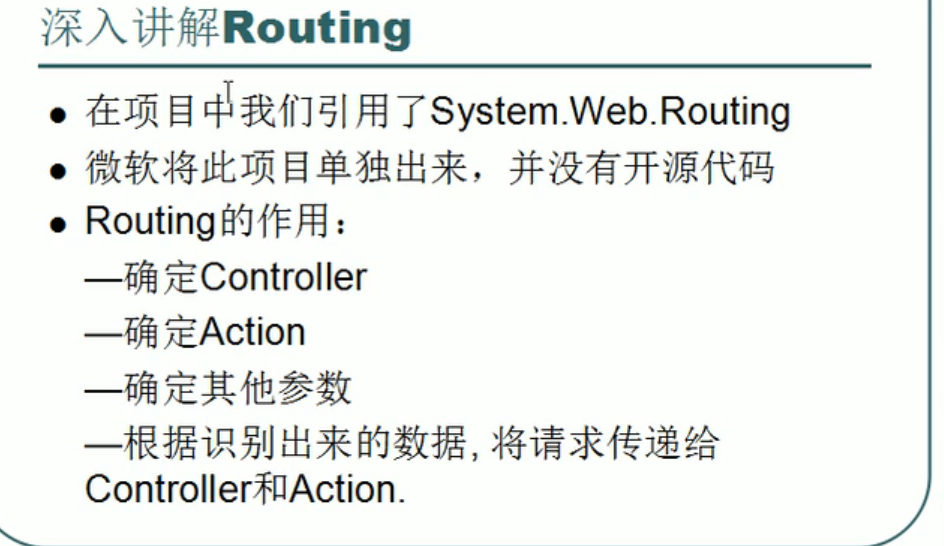 深入讲解Routing
● 在项目中我们引用了System.Web.Routing
● 微软将此项目单独出来，并没有开源代码
● Routing的作用：
—确定Controller
—确定Action
—确定其他参数
—根据识别出来的数据, 将请求传递给
Controller和Action.